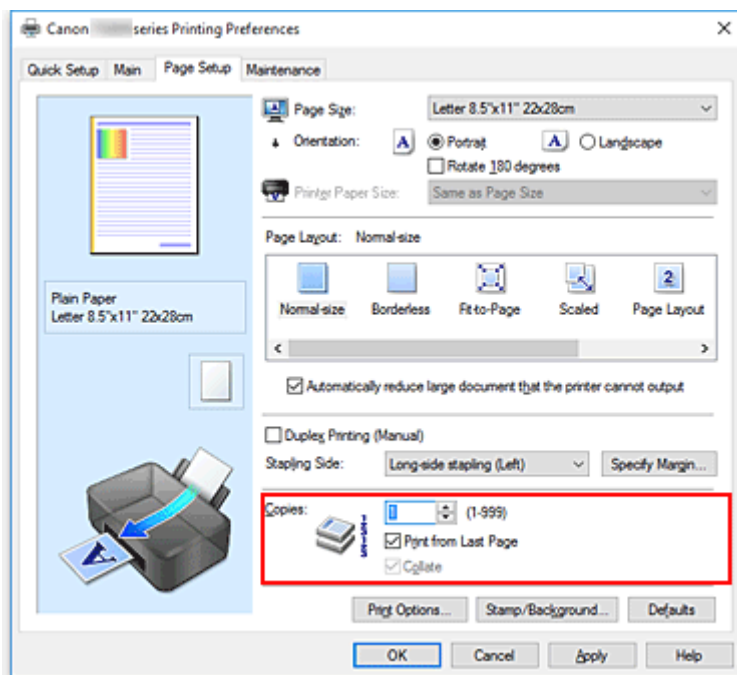 Canon series Printing Preferences
Quick Setup Main Page Setup Maintenance
Page Size: Letter 8.5"x11" 22x28cm
Orientation: A Portrait A Landscape
Rotate 180 degrees
Printer Paper Size: Same as Page Size
Page Layout: Normal-size
2
Normal-size Borderless Fit-to-Page Scaled Page Layout
Plain Paper
Letter 8.5"x11" 22x28cm
Automatically reduce large document that the printer cannot output
Duplex Printing (Manual)
Stapling Side: Long-side stapling (Left) Specify Margin...
Copies: 1 (1-999)
Print from Last Page
Collate
A
Print Options... Stamp/Background... Defaults
OK Cancel Apply Help